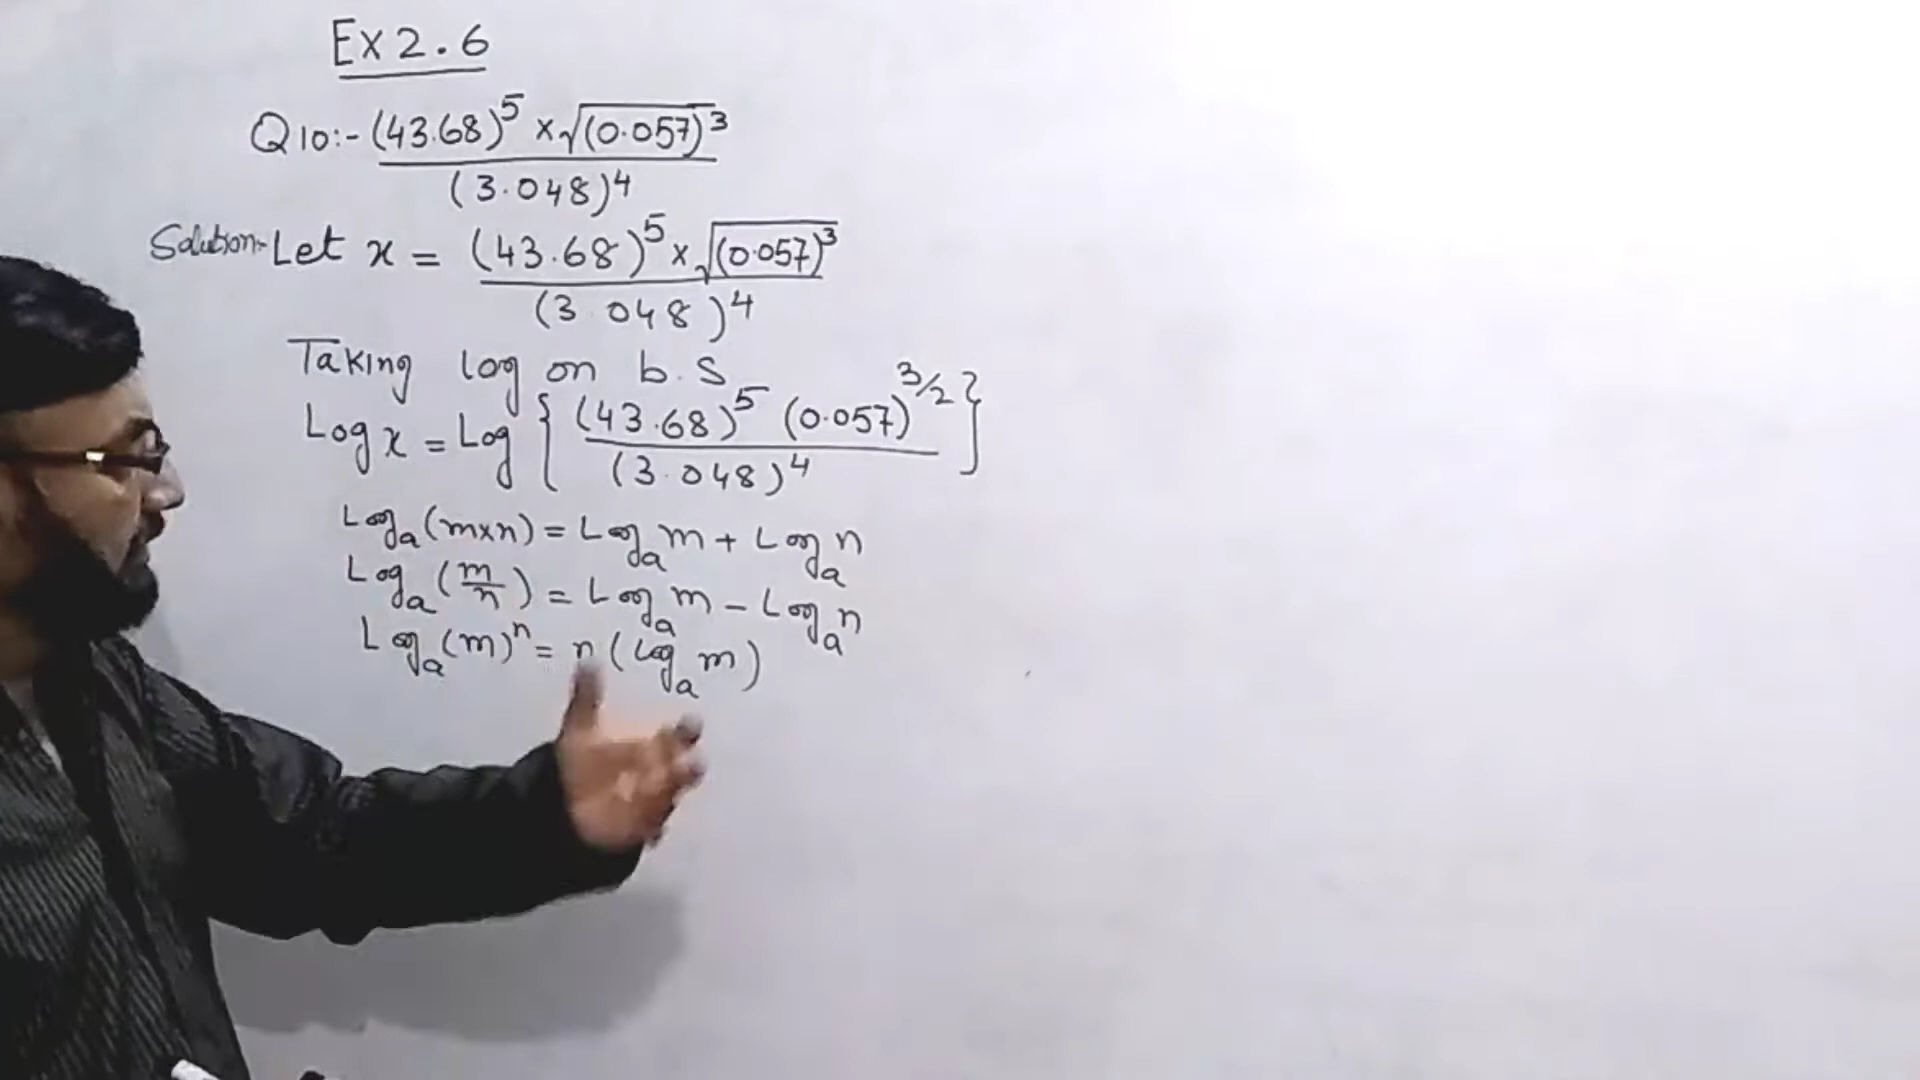 Ex 2.6
Q10:- (43.68)^5 × √(0.057)^3
(3.048)^4
Solution:- Let x = (43.68)^5 × √(0.057)^3
(3.048)^4
Taking log on b.s
Log x = Log { (43.68)^5 (0.057)^3/2 }
(3.048)^4
Log_a (m×n) = Log_a m + Log_a n
Log_a (m/n) = Log_a m - Log_a n
Log_a (m)^n = n (Log_a m)